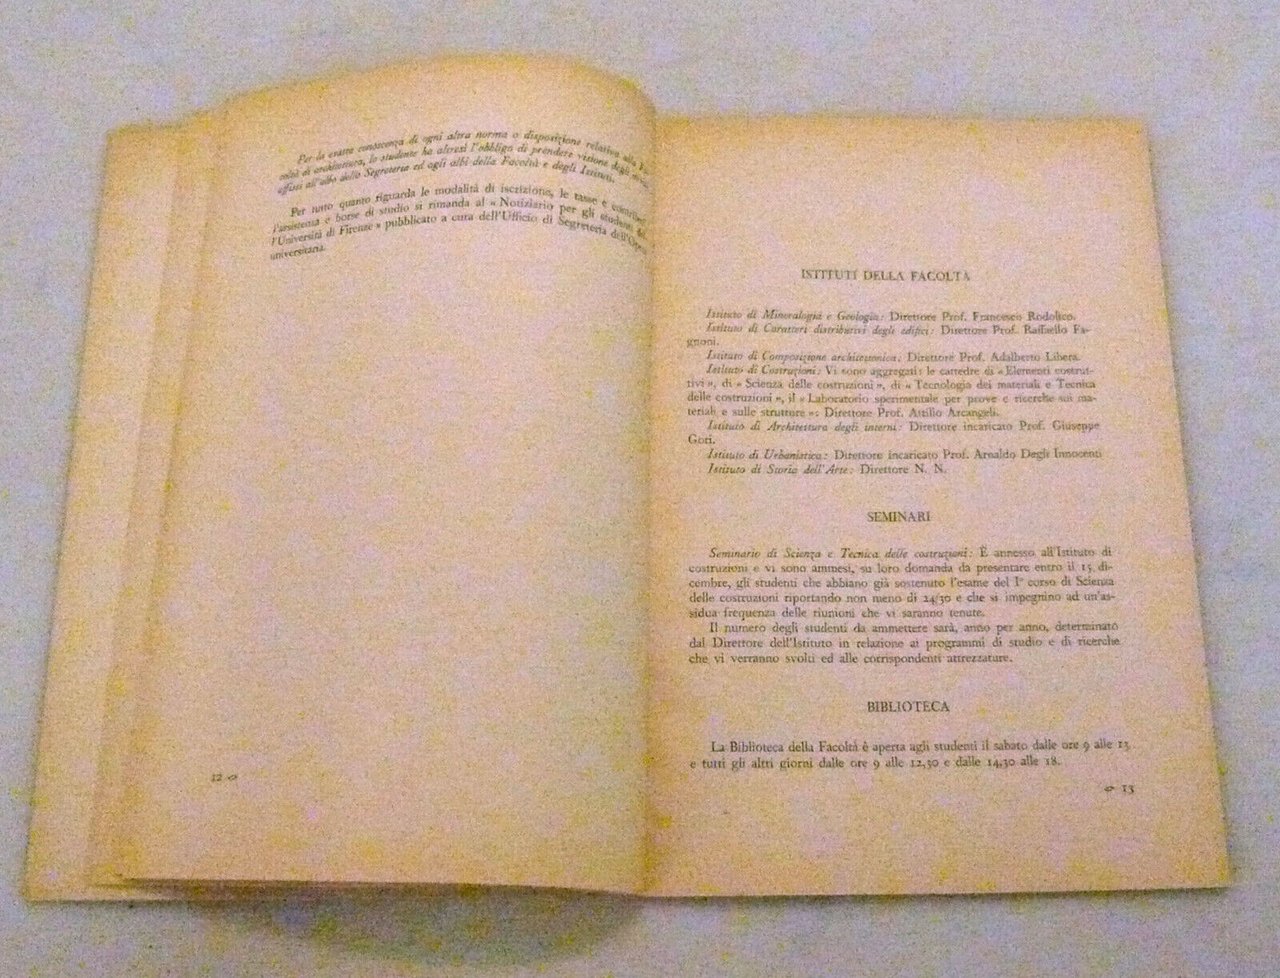 Per la esatta conoscenza di ogni altra norma o disposizione relativa alla
coltà di architettura, lo studente ha altresì l'obbligo di prendere visione degli
affissi all'albo della Segreteria ed agli albi della Facoltà e degli Istituti.
Per tutto quanto riguarda le modalità di iscrizione, le tasse e contributi
l'assistenza e borse di studio si rimanda al « Notiziario per gli studenti
l'Università di Firenze » pubblicato a cura dell'Ufficio di Segreteria
universitaria.
12
ISTITUTI DELLA FACOLTÀ
Istituto di Mineralogia e Geologia: Direttore Prof. Francesco Rodolico.
Istituto di Caratteri distributivi degli edifici: Direttore Prof. Raffaello Fa-
gnoni.
Istituto di Composizione architettonica: Direttore Prof. Adalberto Libera.
Istituto di Costruzioni: Vi sono aggregati: le cattedre di « Elementi costrut-
tivi », di « Scienza delle costruzioni », di « Tecnologia dei materiali e Tecnica
delle costruzioni », il « Laboratorio sperimentale per prove e ricerche sui ma-
teriali e sulle strutture »: Direttore Prof. Attilio Arcangeli.
Istituto di Architettura degli interni: Direttore incaricato Prof. Giuseppe
Gori.
Istituto di Urbanistica: Direttore incaricato Prof. Arnaldo Degli Innocenti
Istituto di Storia dell'Arte: Direttore N. N.
SEMINARI
Seminario di Scienza e Tecnica delle costruzioni: È annesso all'Istituto di
costruzioni e vi sono ammesi, su loro domanda da presentare entro il 15 di-
cembre, gli studenti che abbiano già sostenuto l'esame del I° corso di Scienza
delle costruzioni riportando non meno di 24/30 e che si impegnino ad un'as-
sidua frequenza delle riunioni che vi saranno tenute.
Il numero degli studenti da ammettere sarà, anno per anno, determinato
dal Direttore dell'Istituto in relazione ai programmi di studio e di ricerche
che vi verranno svolti ed alle corrispondenti attrezzature.
BIBLIOTECA
La Biblioteca della Facoltà è aperta agli studenti il sabato dalle ore 9 alle 13
e tutti gli altri giorni dalle ore 9 alle 12,30 e dalle 14,30 alle 18.
13